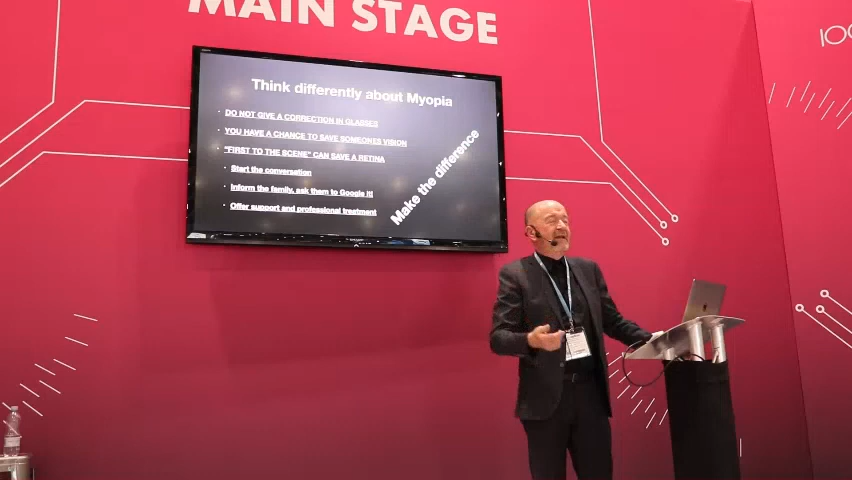 MAIN STAGE
Think differently about Myopia
DO NOT GIVE A CORRECTION IN GLASSES
YOU HAVE A CHANCE TO SAVE SOMEONES VISION
"FIRST TO THE SCENE" CAN SAVE A RETINA
Start the conversation
Inform the family, ask them to Google it!
Offer support and professional treatment
Make the difference
100